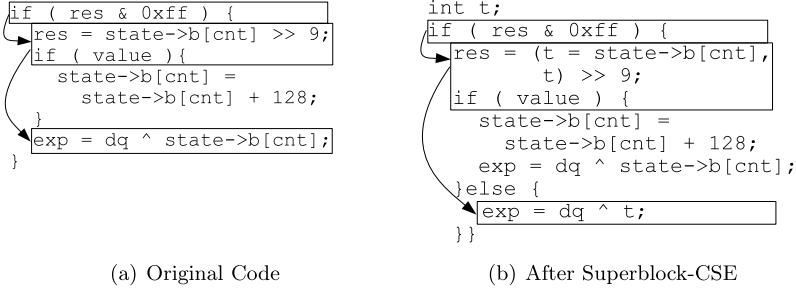 if ( res & 0xff ) {
res = state->b[cnt] >> 9;
if ( value ){
state->b[cnt] =
state->b[cnt] + 128;
}
exp = dq ^ state->b[cnt];
}
(a) Original Code
int t;
if ( res & 0xff ) {
res = (t = state->b[cnt],
t) >> 9;
if ( value ) {
state->b[cnt] =
state->b[cnt] + 128;
exp = dq ^ state->b[cnt];
}else {
exp = dq ^ t;
}}
(b) After Superblock-CSE